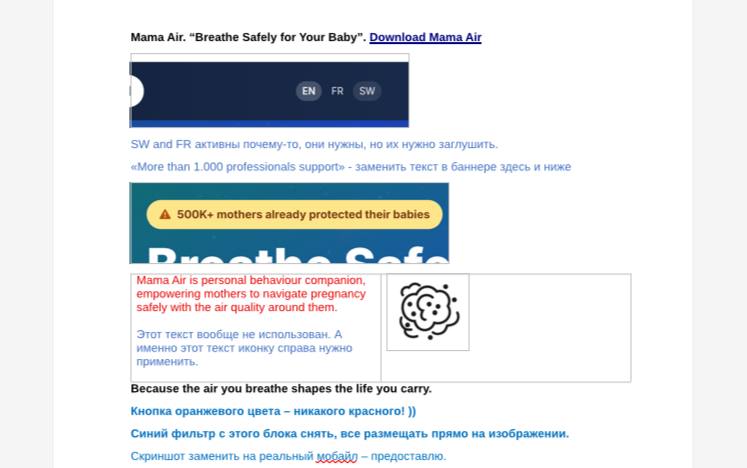 Mama Air. “Breathe Safely for Your Baby”. Download Mama Air
EN FR SW
SW and FR активны почему-то, они нужны, но их нужно заглушить.
«More than 1.000 professionals support» - заменить текст в баннере здесь и ниже
500K+ mothers already protected their babies
Breathe Safe
Mama Air is personal behaviour companion,
empowering mothers to navigate pregnancy
safely with the air quality around them.
Этот текст вообще не использован. А
именно этот текст иконку справа нужно
применить.
Because the air you breathe shapes the life you carry.
Кнопка оранжевого цвета – никакого красного! ))
Синий фильтр с этого блока снять, все размещать прямо на изображении.
Скриншот заменить на реальный мобайл – предоставлю.